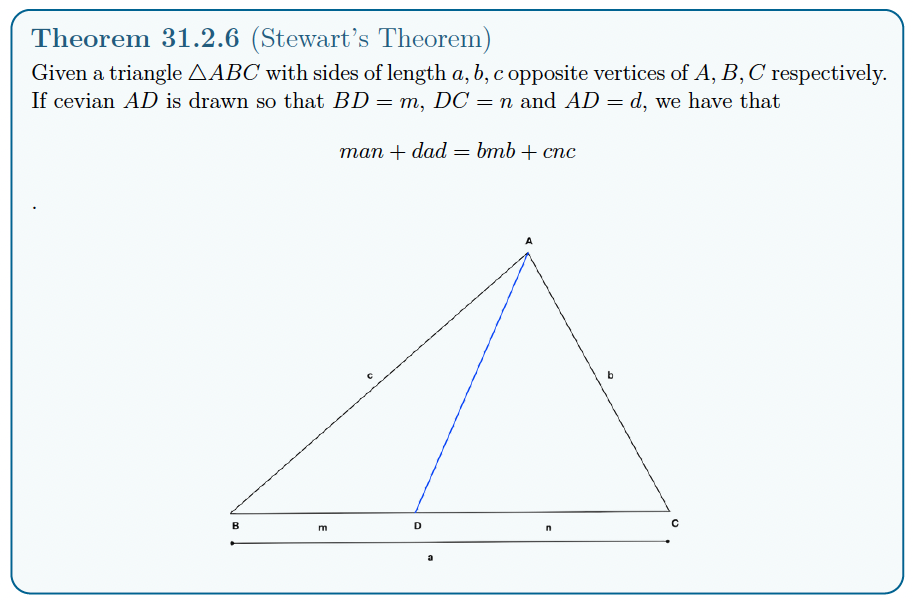 Theorem 31.2.6 (Stewart's Theorem)
Given a triangle △ABC with sides of length a, b, c opposite vertices of A, B, C respectively.
If cevian AD is drawn so that BD = m, DC = n and AD = d, we have that
man + dad = bmb + cnc
.
A
c
b
B
m
D
n
C
a